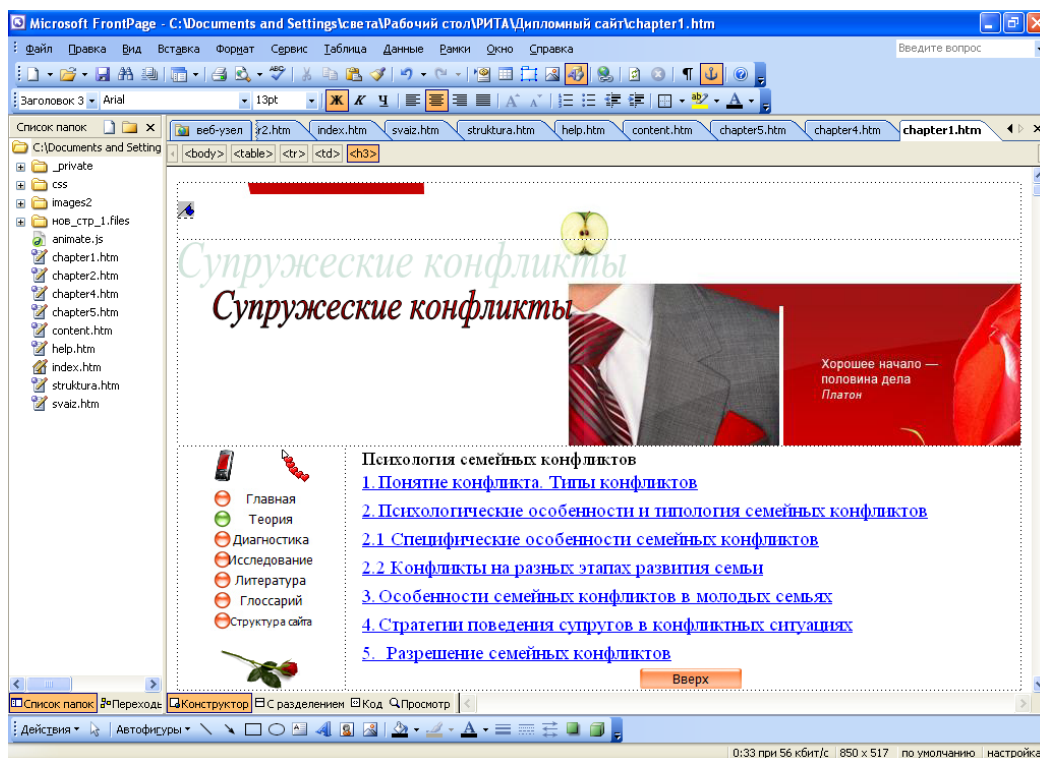 Microsoft FrontPage - C:\Documents and Settings\света\Рабочий стол\РИТА\Дипломный сайт\chapter1.htm
Файл Правка Вид Вставка Формат Сервис Таблица Данные Рамки Окно Справка
Введите вопрос
Заголовок 3 Arial 13pt Ж К Ч
Список папок
веб-узел r2.htm index.htm svaiz.htm struktura.htm help.htm content.htm chapter5.htm chapter4.htm chapter1.htm
C:\Documents and Setting
<body> <table> <tr> <td> <h3>
_private
css
images2
нов_стр_1.files
animate.js
chapter1.htm
chapter2.htm
chapter4.htm
chapter5.htm
content.htm
help.htm
index.htm
struktura.htm
svaiz.htm
Супружеские конфликты
Супружеские конфликты
Хорошее начало —
половина дела
Платон
Главная
Теория
Диагностика
Исследование
Литература
Глоссарий
Структура сайта
Психология семейных конфликтов
1. Понятие конфликта. Типы конфликтов
2. Психологические особенности и типология семейных конфликтов
2.1 Специфические особенности семейных конфликтов
2.2 Конфликты на разных этапах развития семьи
3. Особенности семейных конфликтов в молодых семьях
4. Стратегии поведения супругов в конфликтных ситуациях
5. Разрешение семейных конфликтов
Вверх
Список папок Переходы
Конструктор С разделением Код Просмотр
Действия Автофигуры
0:33 при 56 кбит/с 850 x 517 по умолчанию настройка